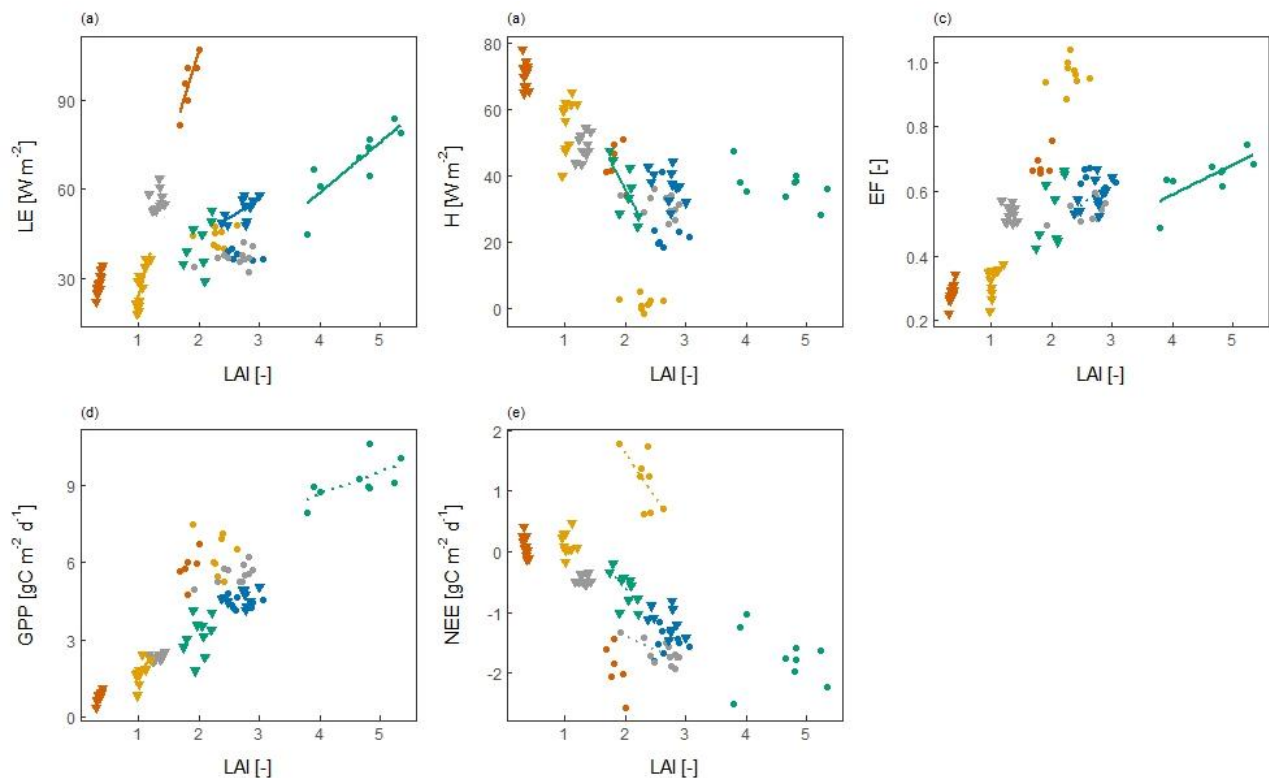 (a)
LE [W m-2]
90
60
30
1 2 3 4 5
LAI [-]
(a)
H [W m-2]
80
60
40
20
0
1 2 3 4 5
LAI [-]
(c)
EF [-]
1.0
0.8
0.6
0.4
0.2
1 2 3 4 5
LAI [-]
(d)
GPP [gC m-2 d-1]
9
6
3
0
1 2 3 4 5
LAI [-]
(e)
NEE [gC m-2 d-1]
2
1
0
-1
-2
1 2 3 4 5
LAI [-]